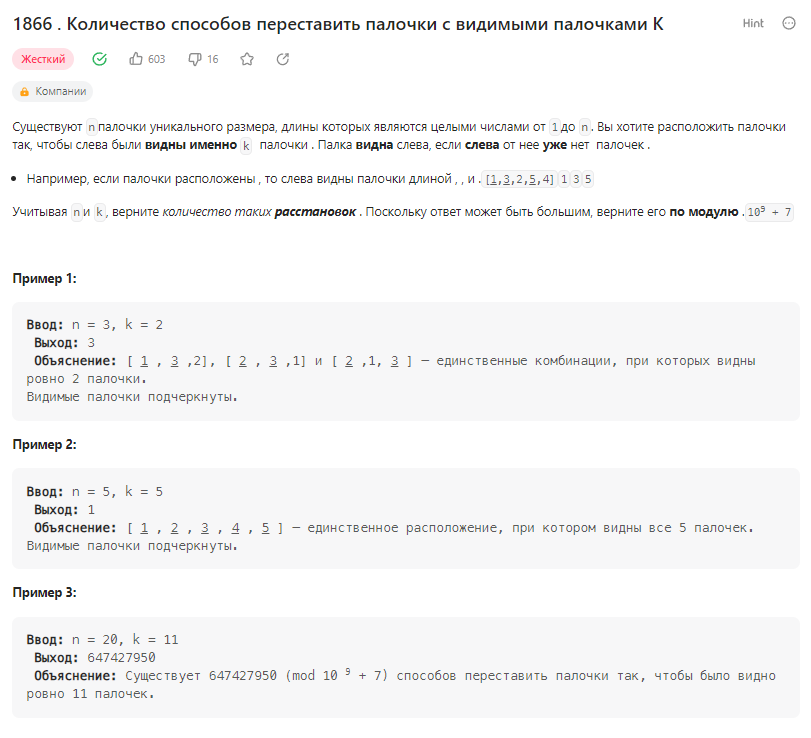 1866 . Количество способов переставить палочки с видимыми палочками K
Hint
Жесткий 603 16
Компании
Существуют n палочки уникального размера, длины которых являются целыми числами от 1 до n . Вы хотите расположить палочки
так, чтобы слева были видны именно k палочки . Палка видна слева, если слева от нее уже нет палочек .
• Например, если палочки расположены , то слева видны палочки длиной , , и . [1,3,2,5,4] 1 3 5
Учитывая n и k , верните количество таких расстановок . Поскольку ответ может быть большим, верните его по модулю . 10⁹ + 7
Пример 1:
Ввод: n = 3, k = 2
Выход: 3
Объяснение: [ 1 , 3 ,2], [ 2 , 3 ,1] и [ 2 ,1, 3 ] — единственные комбинации, при которых видны
ровно 2 палочки.
Видимые палочки подчеркнуты.
Пример 2:
Ввод: n = 5, k = 5
Выход: 1
Объяснение: [ 1 , 2 , 3 , 4 , 5 ] — единственное расположение, при котором видны все 5 палочек.
Видимые палочки подчеркнуты.
Пример 3:
Ввод: n = 20, k = 11
Выход: 647427950
Объяснение: Существует 647427950 (mod 10 ⁹ + 7) способов переставить палочки так, чтобы было видно
ровно 11 палочек.